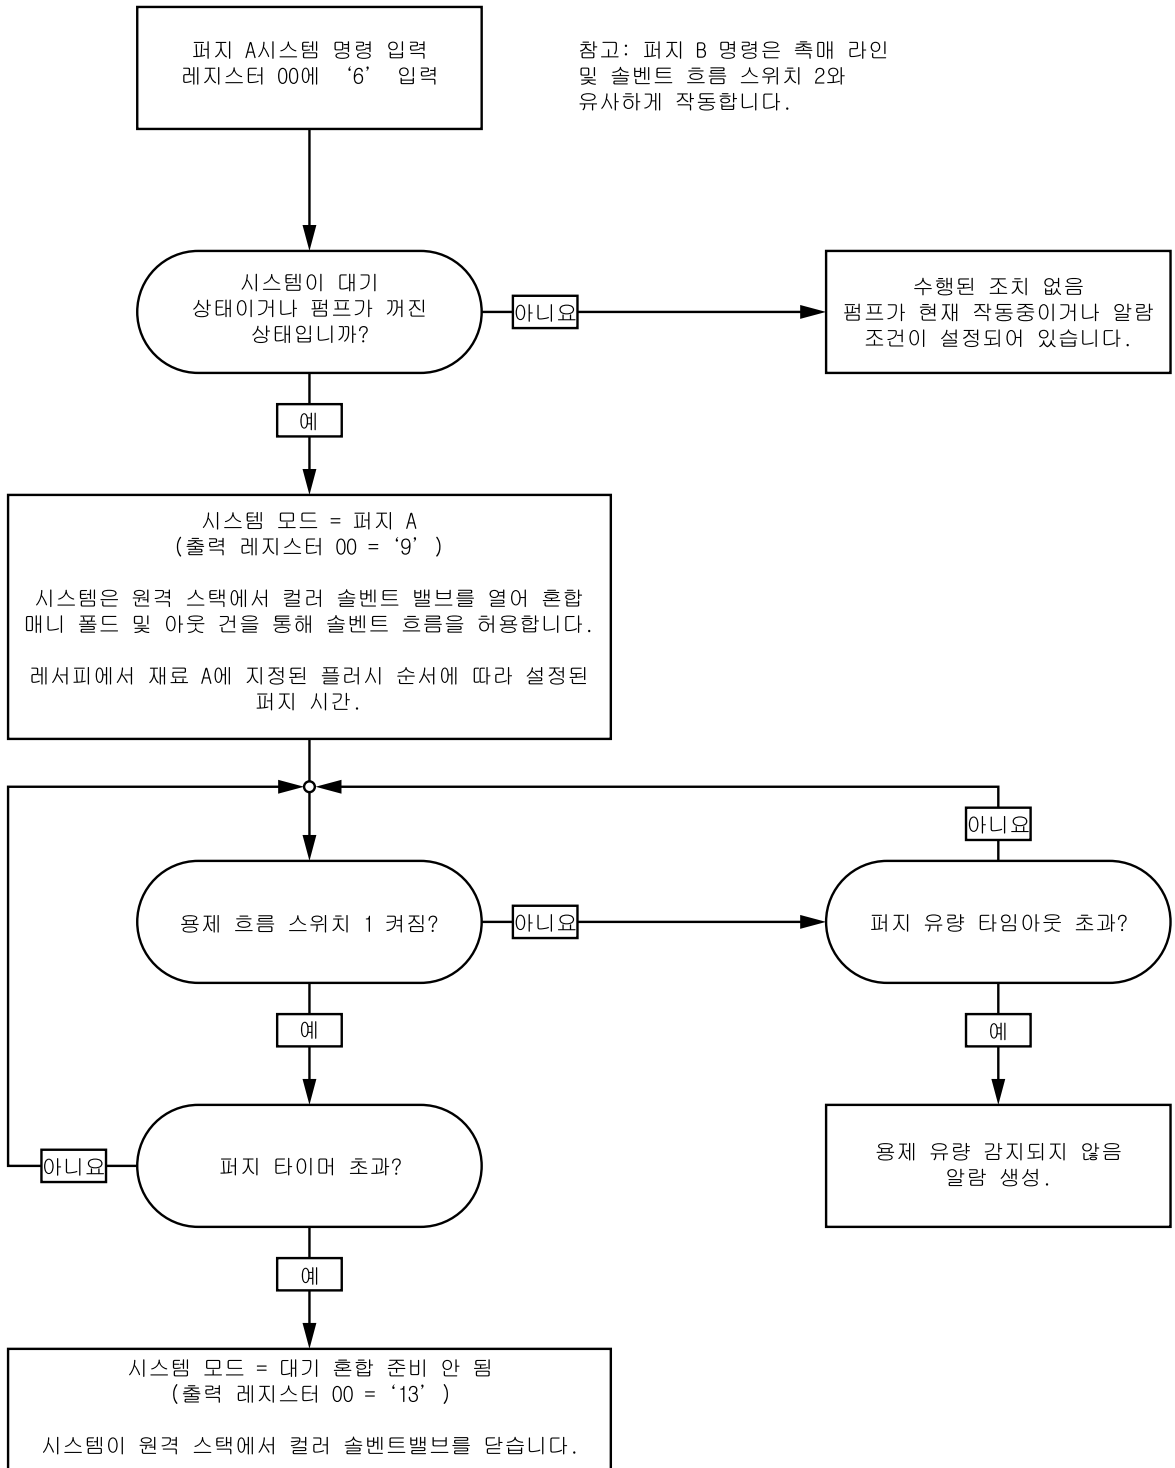 퍼지 A시스템 명령 입력
레지스터 00에 ‘6’ 입력
참고: 퍼지 B 명령은 촉매 라인
및 솔벤트 흐름 스위치 2와
유사하게 작동합니다.
시스템이 대기
상태이거나 펌프가 꺼진
상태입니까?
아니요
수행된 조치 없음
펌프가 현재 작동중이거나 알람
조건이 설정되어 있습니다.
예
시스템 모드 = 퍼지 A
(출력 레지스터 00 = ‘9’ )
시스템은 원격 스택에서 컬러 솔벤트 밸브를 열어 혼합
매니 폴드 및 아웃 건을 통해 솔벤트 흐름을 허용합니다.
레서피에서 재료 A에 지정된 플러시 순서에 따라 설정된
퍼지 시간.
아니요
용제 흐름 스위치 1 켜짐?
아니요
퍼지 유량 타임아웃 초과?
예
예
아니요
퍼지 타이머 초과?
용제 유량 감지되지 않음
알람 생성.
예
시스템 모드 = 대기 혼합 준비 안 됨
(출력 레지스터 00 = ‘13’ )
시스템이 원격 스택에서 컬러 솔벤트밸브를 닫습니다.